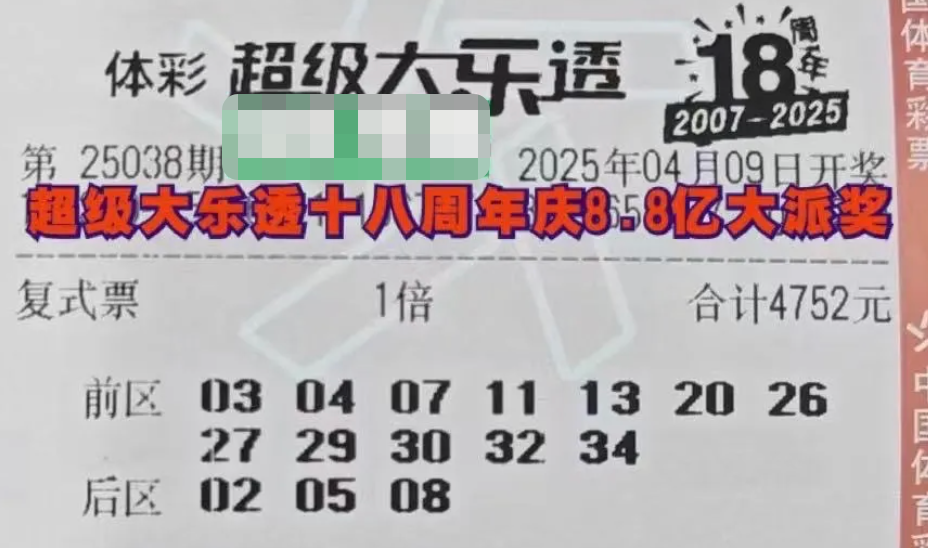 体彩 超级大乐透 18周年
2007-2025
第 25038期 2025年04月09日开奖
超级大乐透十八周年庆8.8亿大派奖
复式票 1倍 合计4752元
前区 03 04 07 11 13 20 26
27 29 30 32 34
后区 02 05 08
国体育彩票
中国体育彩